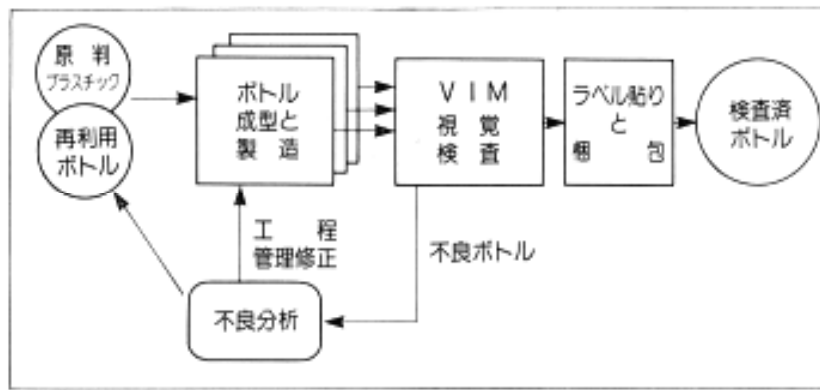 原判
プラスチック
再利用
ボトル
ボトル
成型と
製造
VIM
視覚
検査
ラベル貼り
と
梱包
検査済
ボトル
工程
管理修正
不良ボトル
不良分析